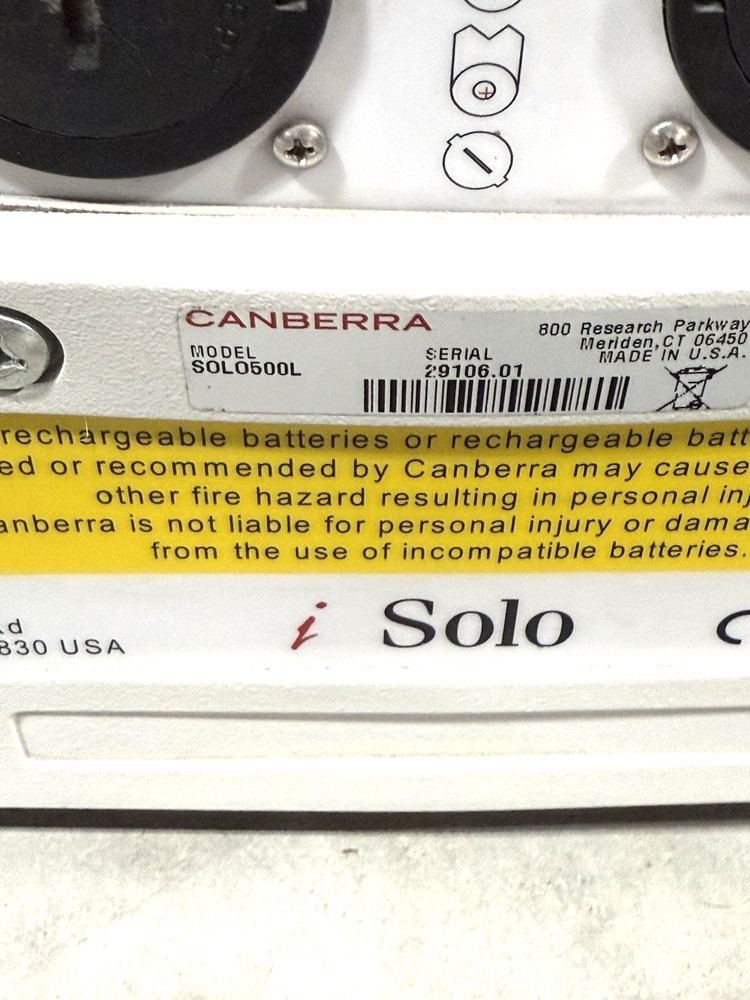 CANBERRA
800 Research Parkway
Meriden, CT 06450
MADE IN U.S.A.
MODEL
SOLO500L
SERIAL
29106.01
rechargeable batteries or rechargeable batt
ed or recommended by Canberra may cause
other fire hazard resulting in personal inj
anberra is not liable for personal injury or dama
from the use of incompatible batteries.
d
830 USA
i Solo